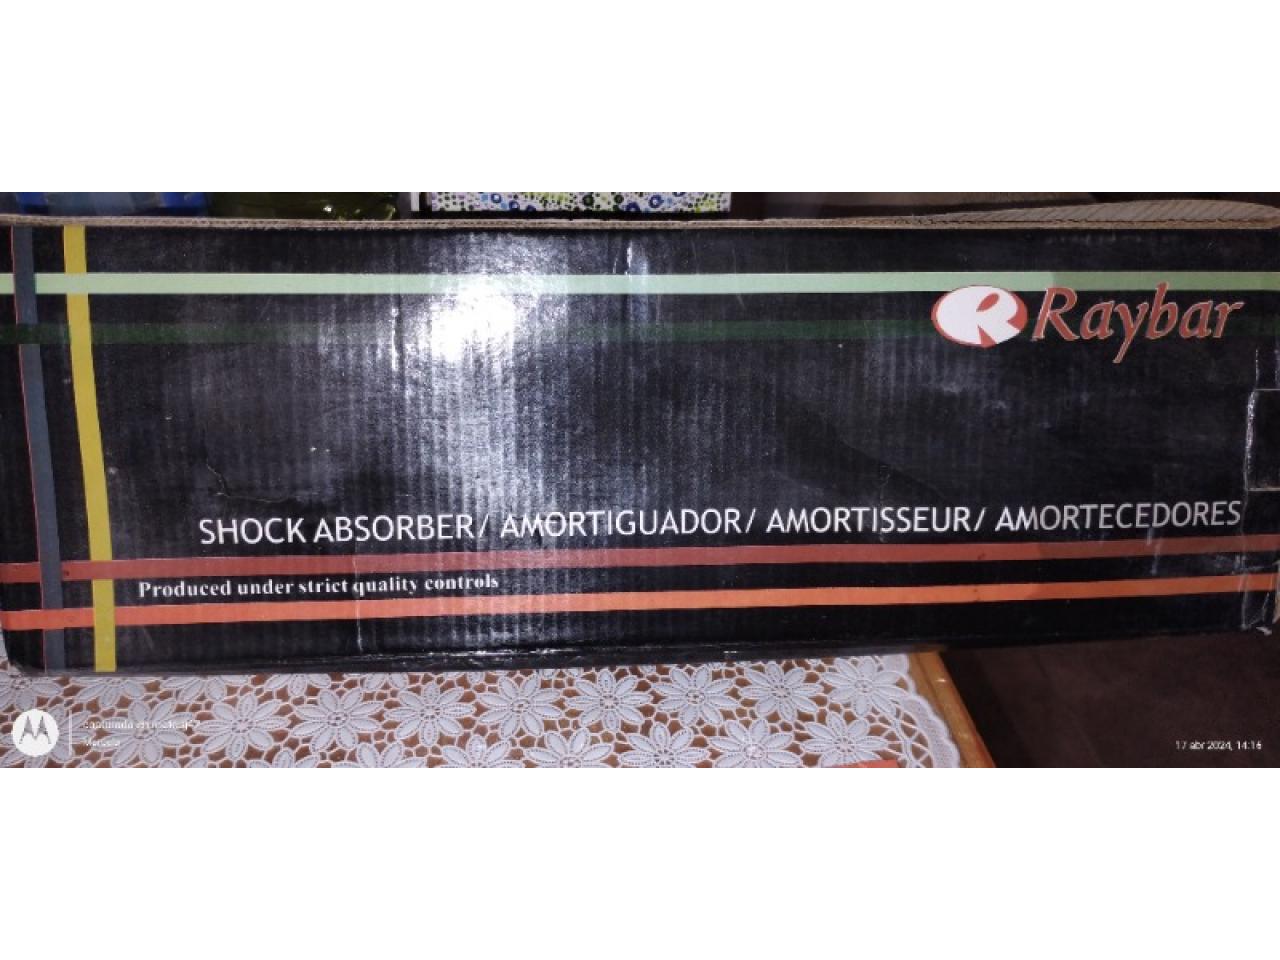 Raybar
SHOCK ABSORBER/ AMORTIGUADOR/ AMORTISSEUR/ AMORTECEDORES
Produced under strict quality controls
17 abr 2024, 14:16